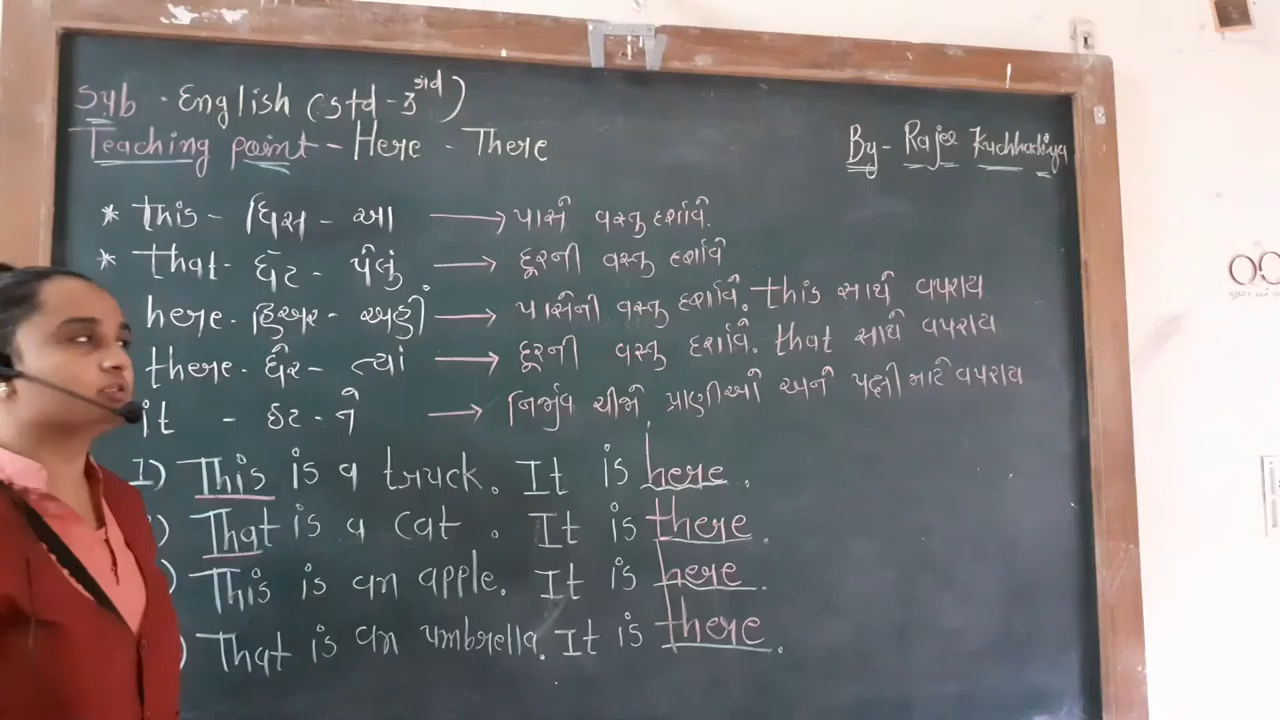 Sub - English (std - 3std)
Teaching point - Here - There
By - Rajee Kuchhadiya
* This - ધિસ - આ → પાસે વસ્તુ દર્શાવે.
* That - ધેટ - પેલું → દૂરની વસ્તુ દર્શાવે
here - હિઅર - અહીં → પાસેની વસ્તુ દર્શાવે. this સાથે વપરાય
there - ધેર - ત્યાં → દૂરની વસ્તુ દર્શાવે. that સાથે વપરાય
it - ઈટ - તે → નિર્જીવ ચીજો પ્રાણીઓ અને પક્ષી માટે વપરાય
1) This is a truck. It is here.
) That is a cat. It is there.
) This is an apple. It is here.
) That is an umbrella. It is there.